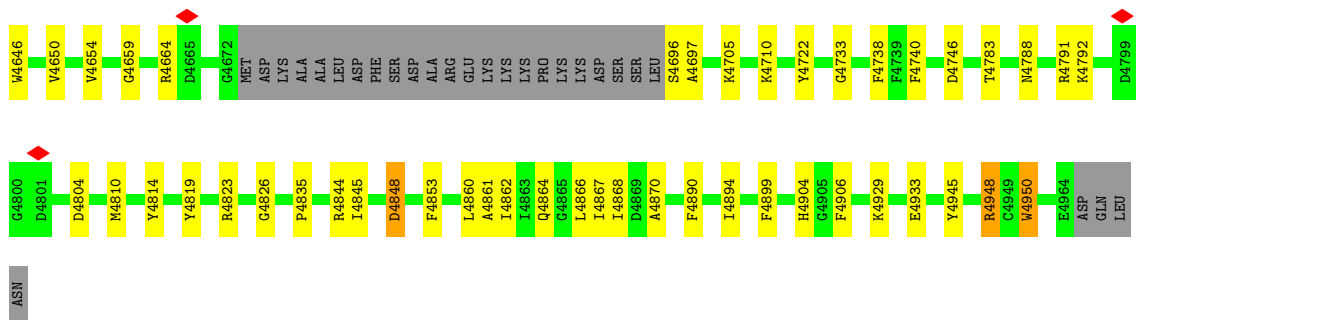 W4646 V4650 V4654 G4659 R4664 D4665 G4672 MET ASP LYS ALA ALA LEU ASP PHE SER ASP ALA ARG GLU LYS LYS LYS PRO LYS LYS ASP SER SER LEU S4696 A4697 K4705 K4710 Y4722 G4733 F4738 F4739 F4740 D4746 T4783 N4788 R4791 K4792 D4799
G4800 D4801 D4804 M4810 Y4814 Y4819 R4823 G4826 P4835 R4844 I4845 D4848 F4853 L4860 A4861 I4862 I4863 Q4864 G4865 L4866 I4867 I4868 D4869 A4870 F4890 I4894 F4899 H4904 G4905 F4906 K4929 E4933 Y4945 R4948 C4949 W4950 E4964 ASP GLN LEU
ASN